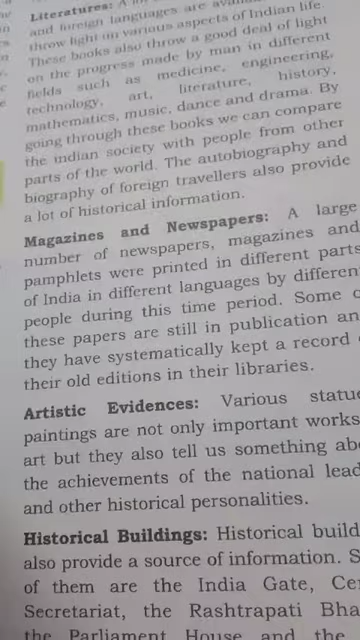 Literatures: A
and foreign languages are
throw light on various aspects of Indian life.
These books also throw a good deal of light
on the progress made by man in different
fields such as medicine, engineering,
technology, art, literature, history,
mathematics, music, dance and drama. By
going through these books we can compare
the indian society with people from other
parts of the world. The autobiography and
biography of foreign travellers also provide
a lot of historical information.
Magazines and Newspapers: A large
number of newspapers, magazines and
pamphlets were printed in different parts
of India in different languages by differen
people during this time period. Some
these papers are still in publication an
they have systematically kept a record
their old editions in their libraries.
Artistic Evidences: Various statu
paintings are not only important works
art but they also tell us something ab
the achievements of the national lead
and other historical personalities.
Historical Buildings: Historical build
also provide a source of information. S
of them are the India Gate, Ce
Secretariat, the Rashtrapati Bha
the Parliament House and the